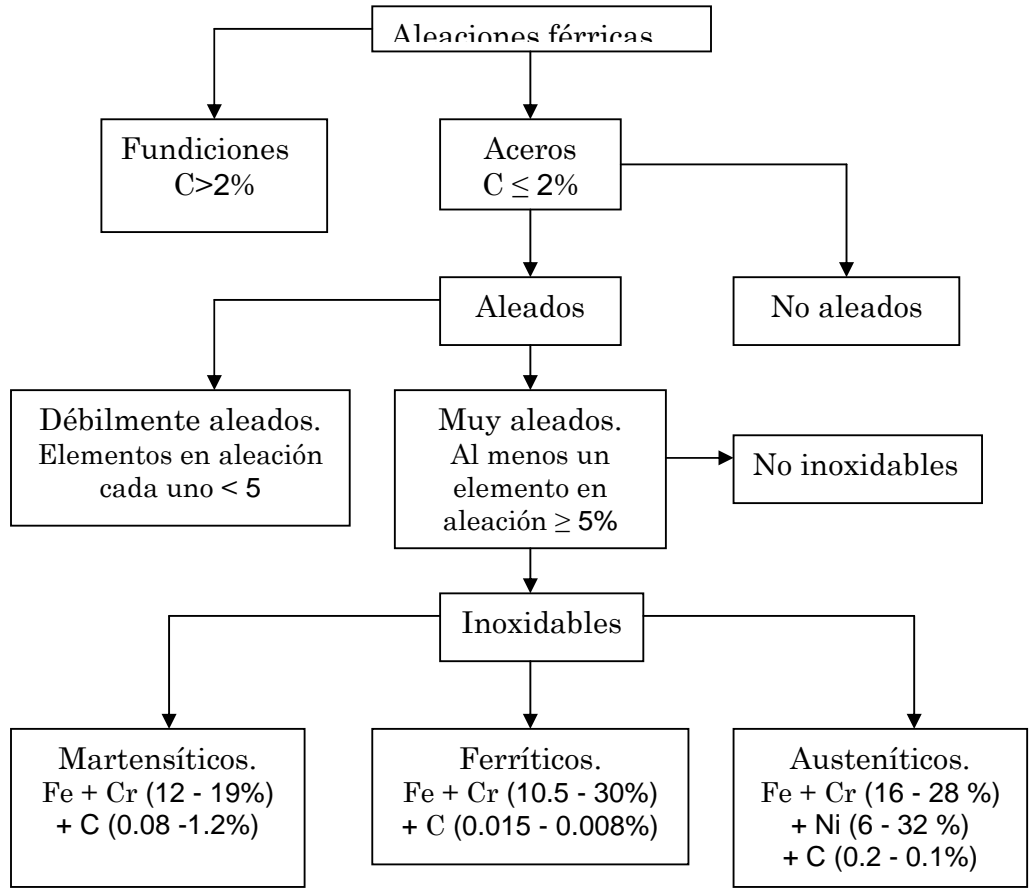 Aleaciones férricas
Fundiciones
C>2%
Aceros
C ≤ 2%
Aleados
No aleados
Débilmente aleados.
Elementos en aleación
cada uno < 5
Muy aleados.
Al menos un
elemento en
aleación ≥ 5%
No inoxidables
Inoxidables
Martensíticos.
Fe + Cr (12 - 19%)
+ C (0.08 -1.2%)
Ferríticos.
Fe + Cr (10.5 - 30%)
+ C (0.015 - 0.008%)
Austeníticos.
Fe + Cr (16 - 28 %)
+ Ni (6 - 32 %)
+ C (0.2 - 0.1%)